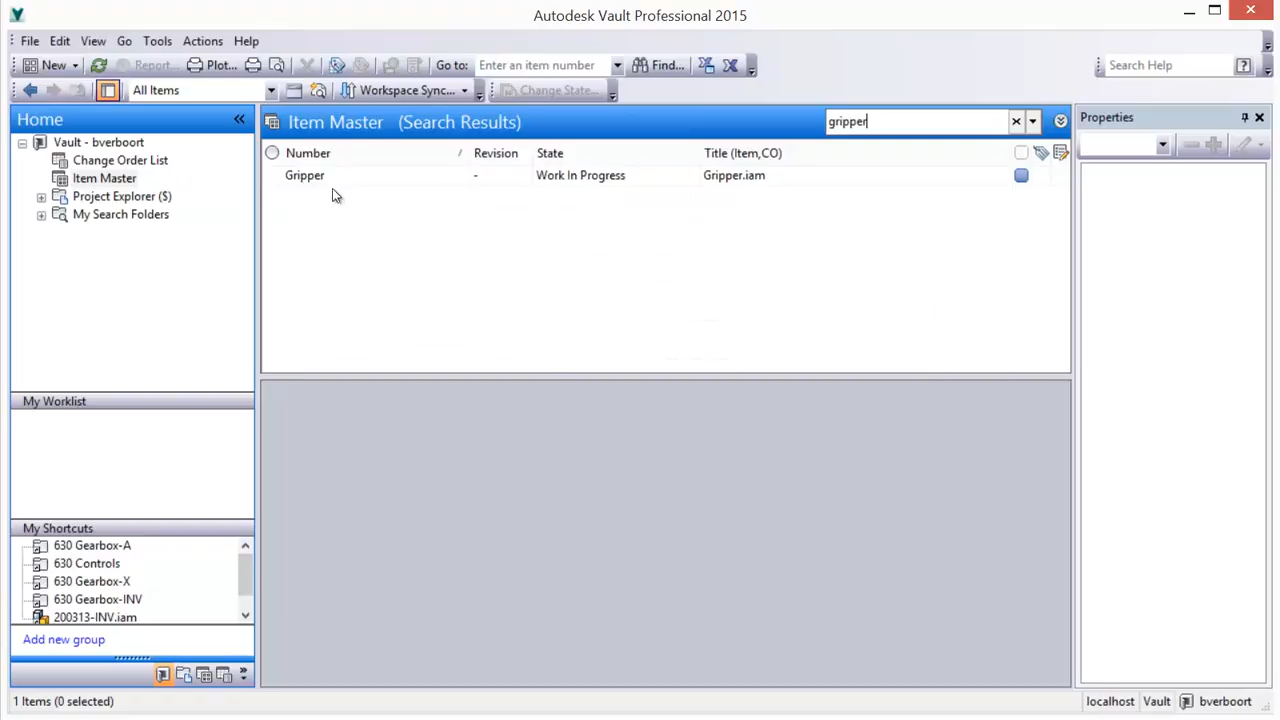 Autodesk Vault Professional 2015
File Edit View Go Tools Actions Help
New Report... Plot... Go to: Enter an item number Find... Search Help
All Items Workspace Sync... Change State...
Home
Vault - bverboort
Change Order List
Item Master
Project Explorer ($)
My Search Folders
My Worklist
My Shortcuts
630 Gearbox-A
630 Controls
630 Gearbox-X
630 Gearbox-INV
200313-INV.iam
Add new group
Item Master (Search Results) gripper
Number / Revision State Title (Item,CO)
Gripper - Work In Progress Gripper.iam
Properties
1 Items (0 selected) localhost Vault bverboort